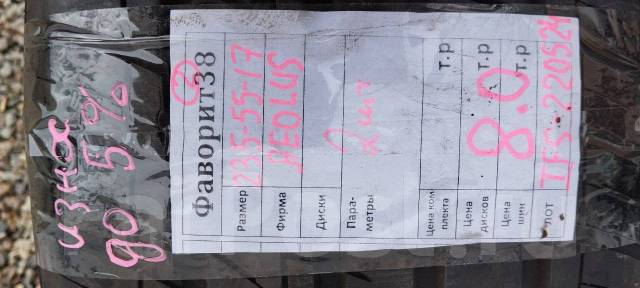 износ
до 5%
Фаворит38
2
Размер 235-55-17
Фирма AEOLUS
Диски
Пара-
метры 2 шт
Цена ком
плекта т.р
Цена
дисков т.р
Цена
шин 8.0 т.р
лот TFS-220524